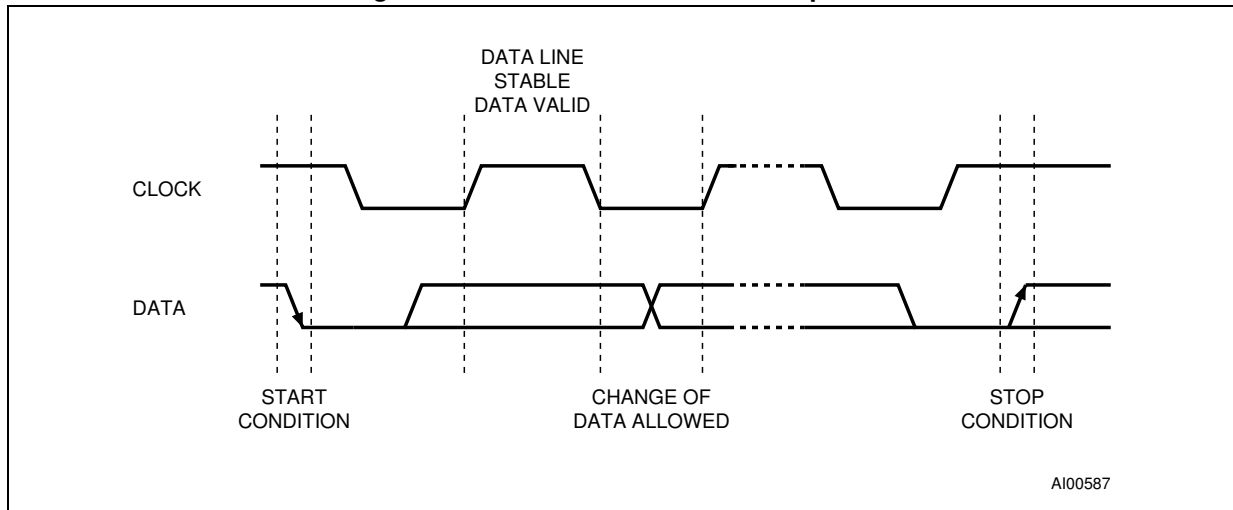 DATA LINE
STABLE
DATA VALID
CLOCK
DATA
START
CONDITION
CHANGE OF
DATA ALLOWED
STOP
CONDITION
AI00587